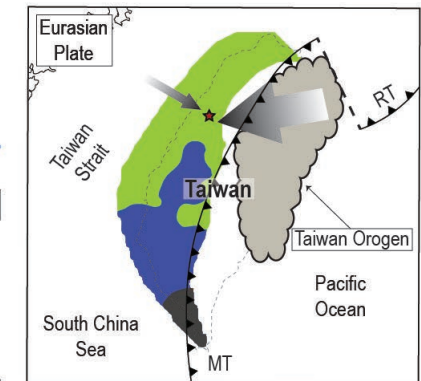 Eurasian
Plate
Taiwan
Strait
RT
Taiwan
Taiwan Orogen
Pacific
Ocean
South China
Sea
MT